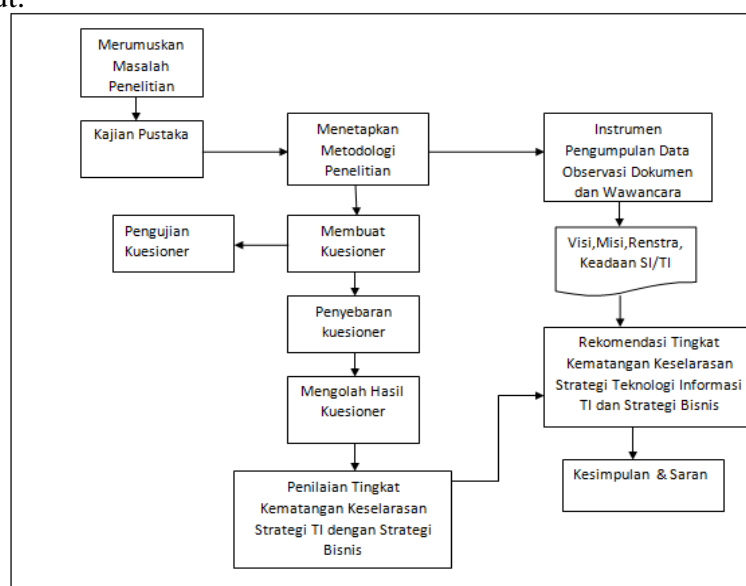 ut.
Merumuskan
Masalah
Penelitian
Kajian Pustaka
Menetapkan
Metodologi
Penelitian
Instrumen
Pengumpulan Data
Observasi Dokumen
dan Wawancara
Pengujian
Kuesioner
Membuat
Kuesioner
Visi,Misi,Renstra,
Keadaan SI/TI
Penyebaran
kuesioner
Mengolah Hasil
Kuesioner
Rekomendasi Tingkat
Kematangan Keselarasan
Strategi Teknologi Informasi
TI dan Strategi Bisnis
Penilaian Tingkat
Kematangan Keselarasan
Strategi TI dengan Strategi
Bisnis
Kesimpulan & Saran